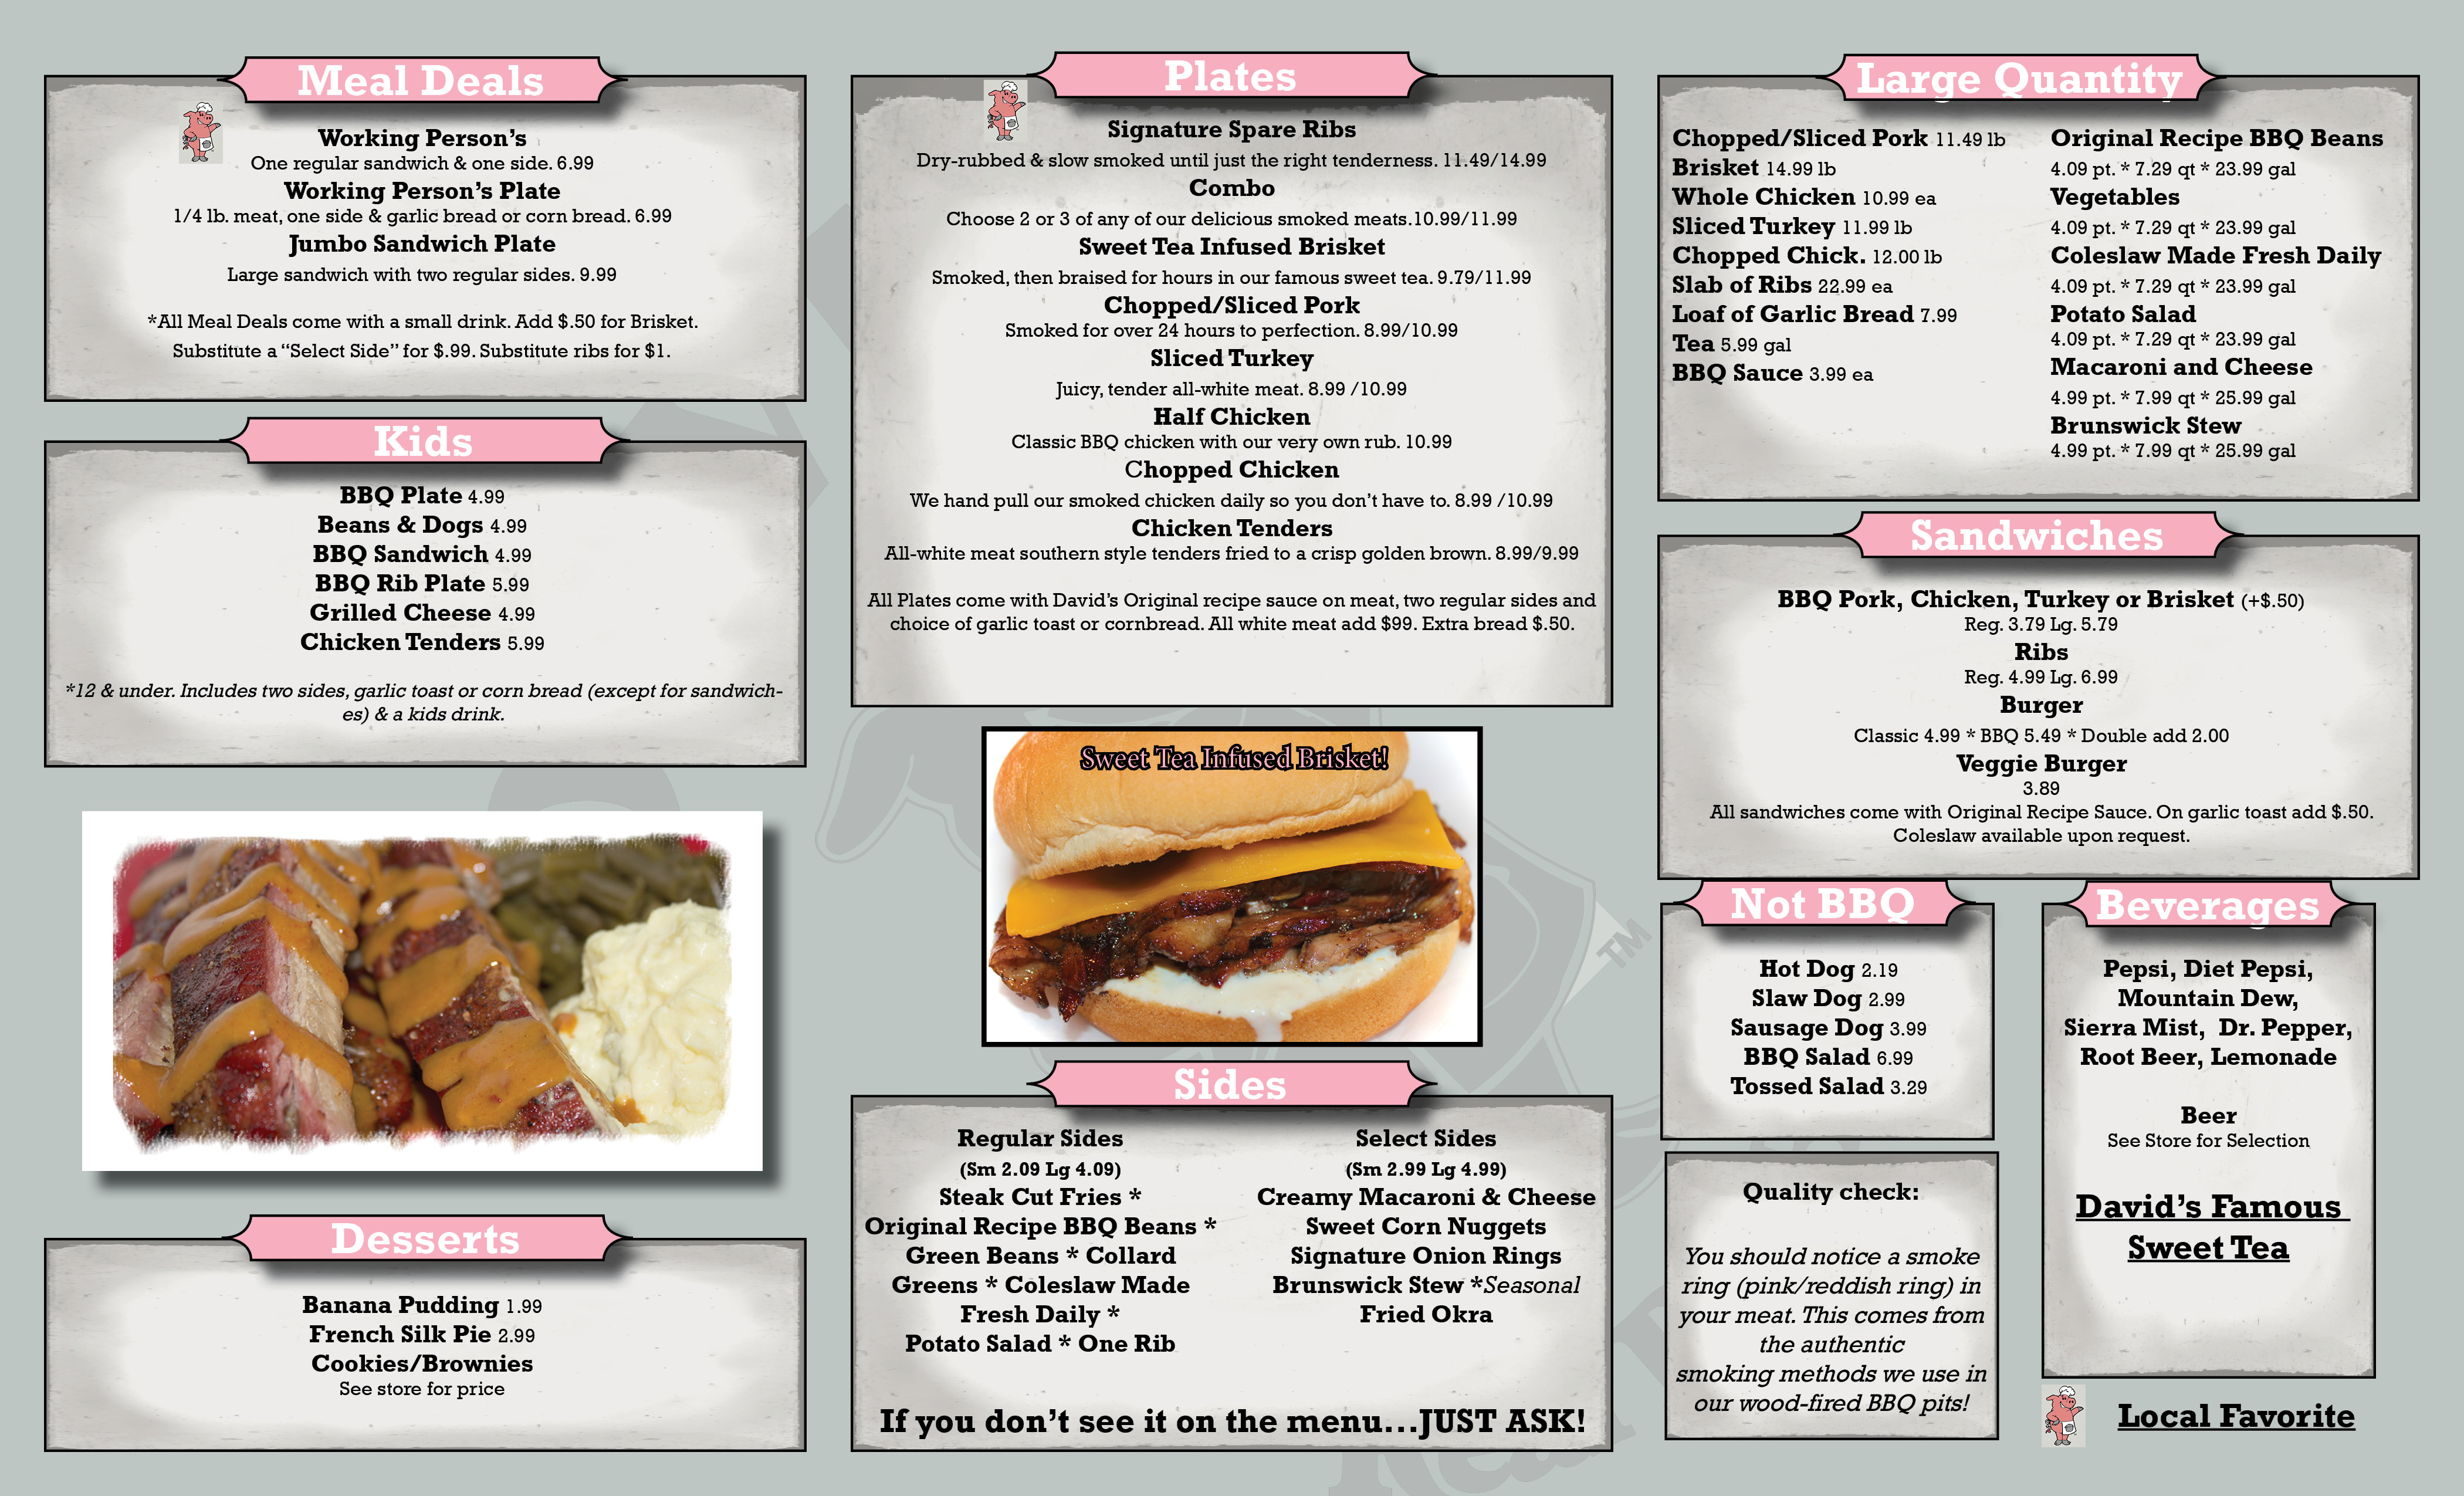 Meal Deals
Working Person's
One regular sandwich & one side. 6.99
Working Person's Plate
1/4 lb. meat, one side & garlic bread or corn bread. 6.99
Jumbo Sandwich Plate
Large sandwich with two regular sides. 9.99
*All Meal Deals come with a small drink. Add $.50 for Brisket.
Substitute a “Select Side” for $.99. Substitute ribs for $1.
Kids
BBQ Plate 4.99
Beans & Dogs 4.99
BBQ Sandwich 4.99
BBQ Rib Plate 5.99
Grilled Cheese 4.99
Chicken Tenders 5.99
*12 & under. Includes two sides, garlic toast or corn bread (except for sandwich-
es) & a kids drink.
Desserts
Banana Pudding 1.99
French Silk Pie 2.99
Cookies/Brownies
See store for price
Plates
Signature Spare Ribs
Dry-rubbed & slow smoked until just the right tenderness. 11.49/14.99
Combo
Choose 2 or 3 of any of our delicious smoked meats.10.99/11.99
Sweet Tea Infused Brisket
Smoked, then braised for hours in our famous sweet tea. 9.79/11.99
Chopped/Sliced Pork
Smoked for over 24 hours to perfection. 8.99/10.99
Sliced Turkey
Juicy, tender all-white meat. 8.99 /10.99
Half Chicken
Classic BBQ chicken with our very own rub. 10.99
Chopped Chicken
We hand pull our smoked chicken daily so you don't have to. 8.99 /10.99
Chicken Tenders
All-white meat southern style tenders fried to a crisp golden brown. 8.99/9.99
All Plates come with David's Original recipe sauce on meat, two regular sides and
choice of garlic toast or cornbread. All white meat add $99. Extra bread $.50.
Sweet Tea Infused Brisket!
Sides
Regular Sides
(Sm 2.09 Lg 4.09)
Steak Cut Fries *
Original Recipe BBQ Beans *
Green Beans * Collard
Greens * Coleslaw Made
Fresh Daily *
Potato Salad * One Rib
Select Sides
(Sm 2.99 Lg 4.99)
Creamy Macaroni & Cheese
Sweet Corn Nuggets
Signature Onion Rings
Brunswick Stew *Seasonal
Fried Okra
If you don't see it on the menu...JUST ASK!
Large Quantity
Chopped/Sliced Pork 11.49 lb
Brisket 14.99 lb
Whole Chicken 10.99 ea
Sliced Turkey 11.99 lb
Chopped Chick. 12.00 lb
Slab of Ribs 22.99 ea
Loaf of Garlic Bread 7.99
Tea 5.99 gal
BBQ Sauce 3.99 ea
Original Recipe BBQ Beans
4.09 pt. * 7.29 qt * 23.99 gal
Vegetables
4.09 pt. * 7.29 qt * 23.99 gal
Coleslaw Made Fresh Daily
4.09 pt. * 7.29 qt * 23.99 gal
Potato Salad
4.09 pt. * 7.29 qt * 23.99 gal
Macaroni and Cheese
4.99 pt. * 7.99 qt * 25.99 gal
Brunswick Stew
4.99 pt. * 7.99 qt * 25.99 gal
Sandwiches
BBQ Pork, Chicken, Turkey or Brisket (+$.50)
Reg. 3.79 Lg. 5.79
Ribs
Reg. 4.99 Lg. 6.99
Burger
Classic 4.99 * BBQ 5.49 * Double add 2.00
Veggie Burger
3.89
All sandwiches come with Original Recipe Sauce. On garlic toast add $.50.
Coleslaw available upon request.
Not BBQ
Hot Dog 2.19
Slaw Dog 2.99
Sausage Dog 3.99
BBQ Salad 6.99
Tossed Salad 3.29
Quality check:
You should notice a smoke
ring (pink/reddish ring) in
your meat. This comes from
the authentic
smoking methods we use in
our wood-fired BBQ pits!
Beverages
Pepsi, Diet Pepsi,
Mountain Dew,
Sierra Mist, Dr. Pepper,
Root Beer, Lemonade
Beer
See Store for Selection
David's Famous
Sweet Tea
Local Favorite
TM